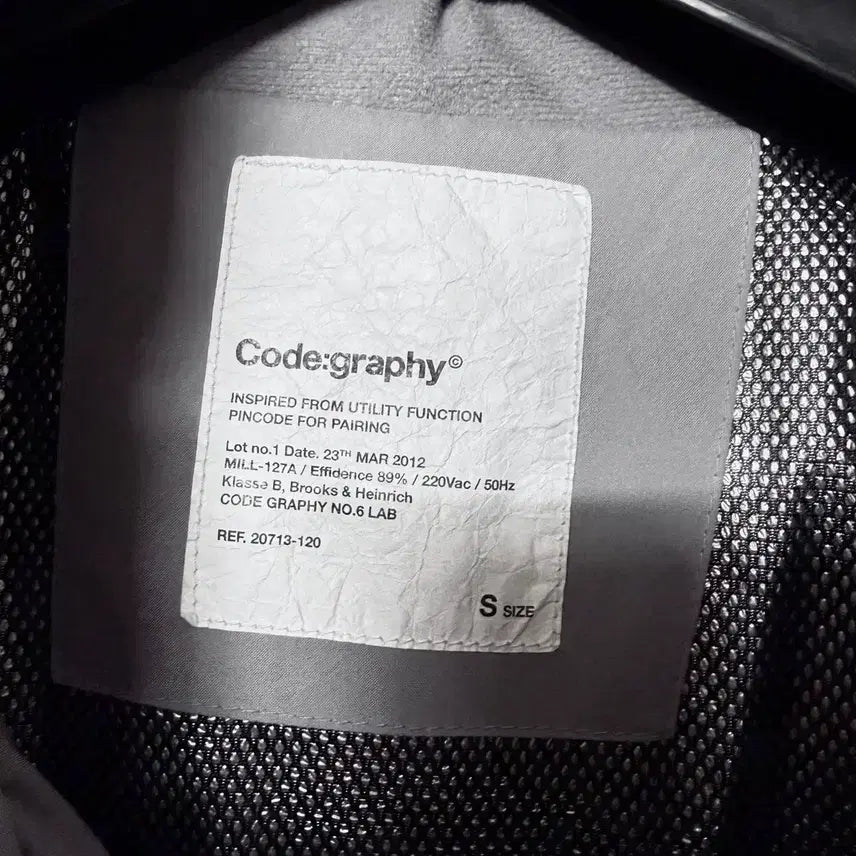 Code:graphy©
INSPIRED FROM UTILITY FUNCTION
PINCODE FOR PAIRING
Lot no.1 Date. 23TH MAR 2012
MILL-127A / Effidence 89% / 220Vac / 50Hz
Klasse B, Brooks & Heinrich
CODE GRAPHY NO.6 LAB
REF. 20713-120
S SIZE